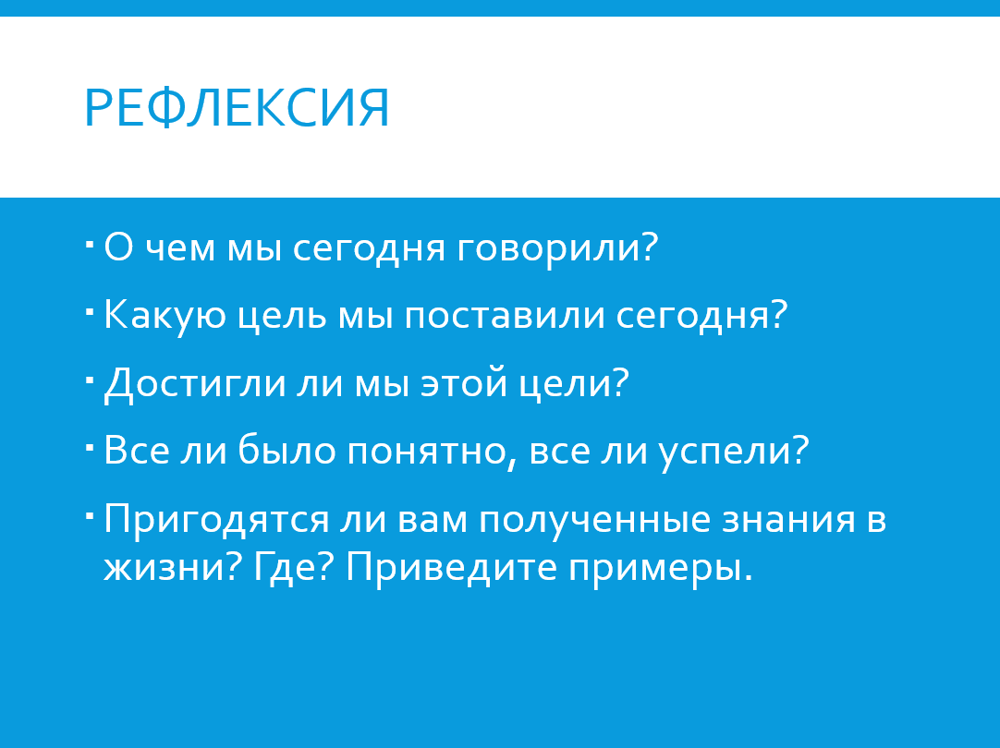 РЕФЛЕКСИЯ
▪ О чем мы сегодня говорили?
▪ Какую цель мы поставили сегодня?
▪ Достигли ли мы этой цели?
▪ Все ли было понятно, все ли успели?
▪ Пригодятся ли вам полученные знания в
жизни? Где? Приведите примеры.